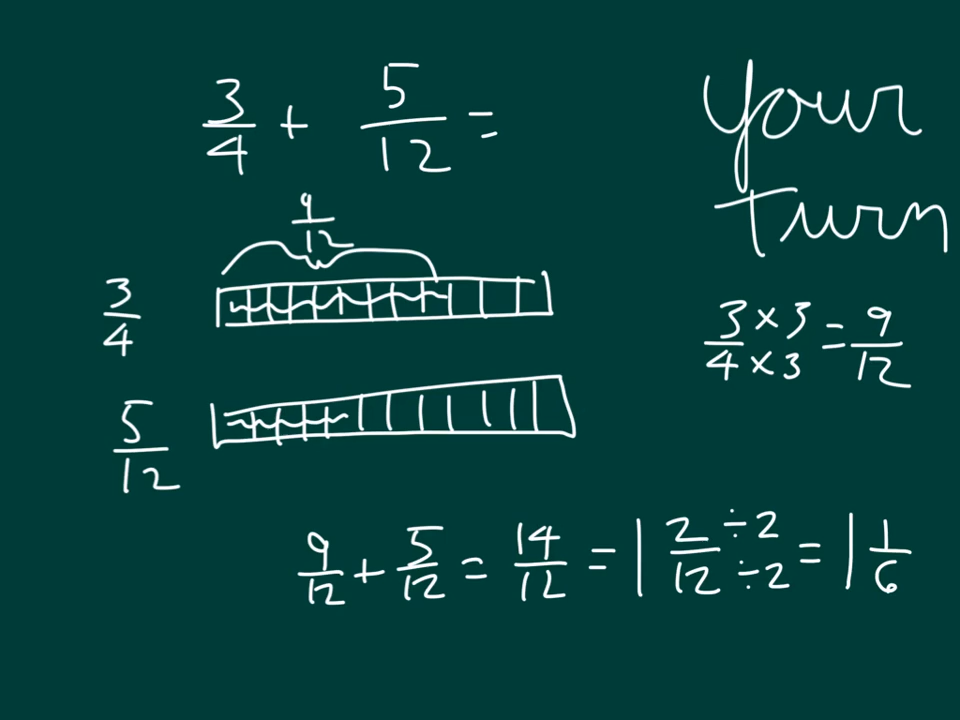 3/4 + 5/12 =
your
turn
9/12
3/4
3 × 3 / 4 × 3 = 9/12
5/12
9/12 + 5/12 = 14/12 = 1 2 ÷ 2 / 12 ÷ 2 = 1 1/6